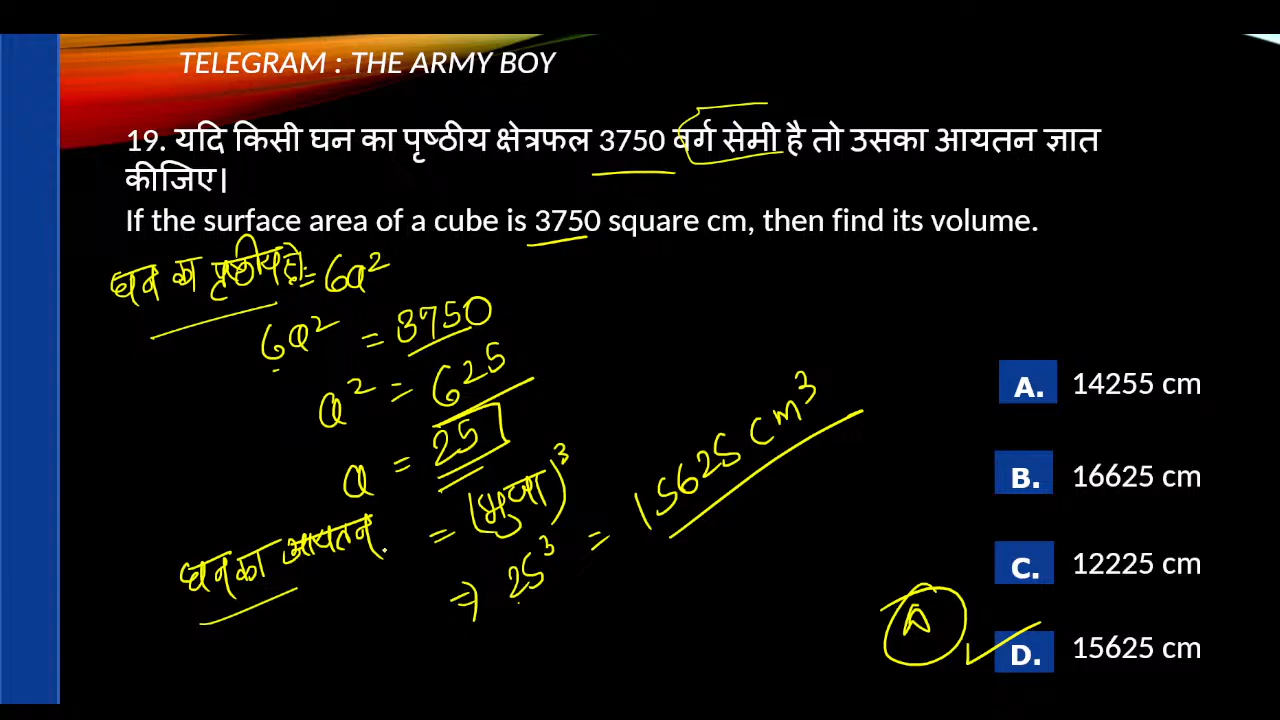 TELEGRAM : THE ARMY BOY
19. यदि किसी घन का पृष्ठीय क्षेत्रफल 3750 वर्ग सेमी है तो उसका आयतन ज्ञात
कीजिए।
If the surface area of a cube is 3750 square cm, then find its volume.
घन का पृष्ठीय क्षे॰ = 6a²
6a² = 3750
a² = 625
a = 25
घन का आयतन = (भुजा)³
⇒ 25³ = 15625 cm³
A. 14255 cm
B. 16625 cm
C. 12225 cm
D. 15625 cm